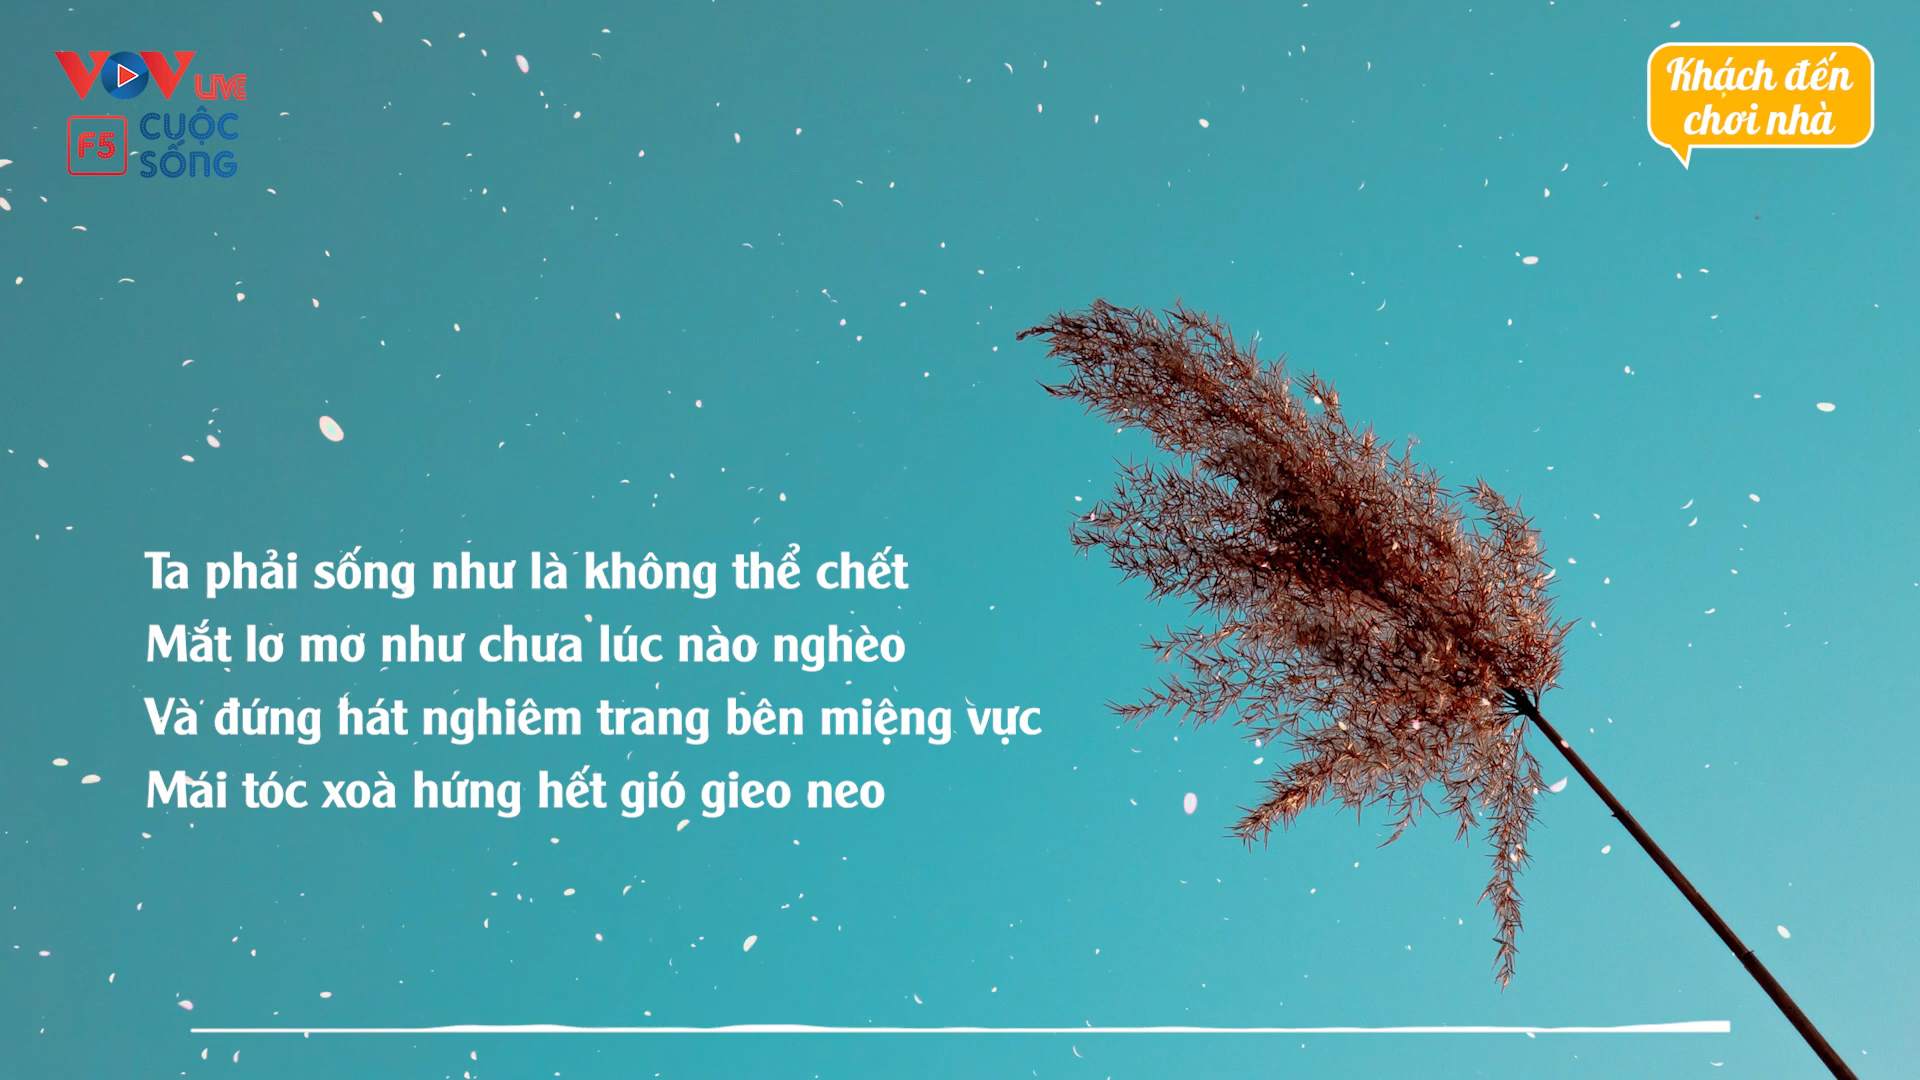 VOV LIVE
F5 CUỘC
SỐNG
Khách đến
chơi nhà
Ta phải sống như là không thể chết
Mắt lơ mơ như chưa lúc nào nghèo
Và đứng hát nghiêm trang bên miệng vực
Mái tóc xoà hứng hết gió gieo neo